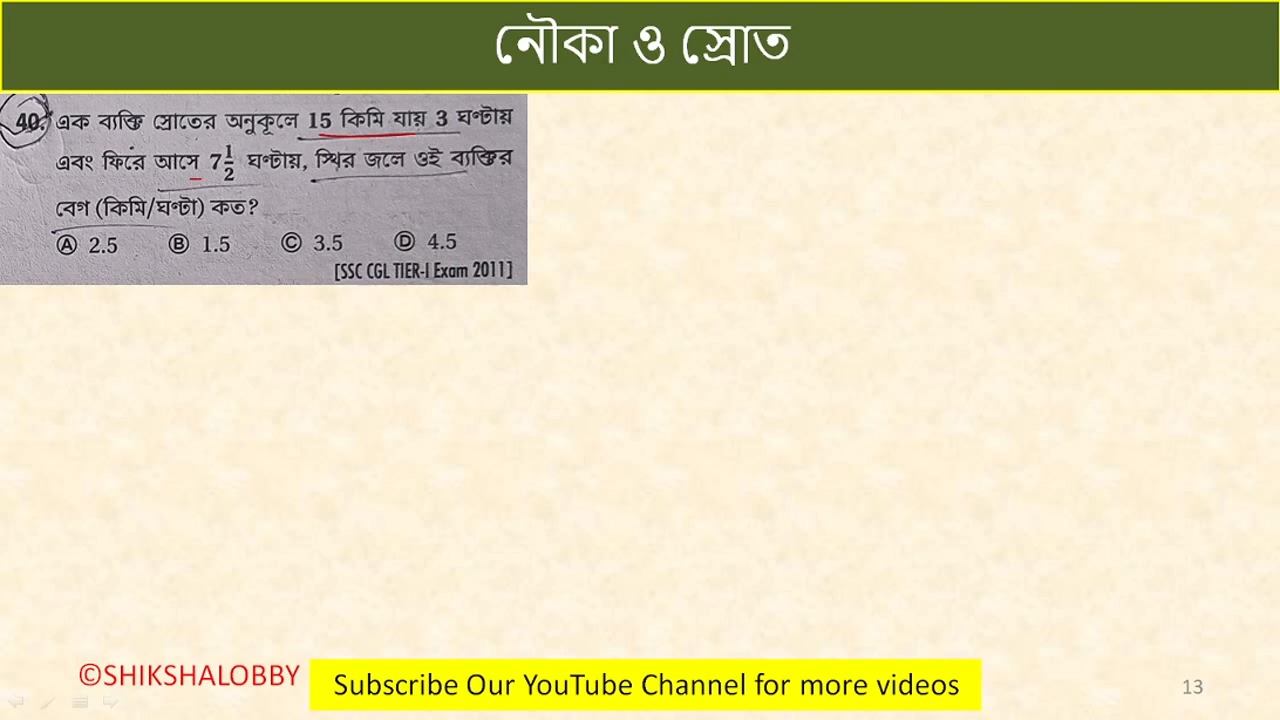 নৌকা ও স্রোত
40. এক ব্যক্তি স্রোতের অনুকূলে 15 কিমি যায় 3 ঘণ্টায়
এবং ফিরে আসে 7 1/2 ঘণ্টায়, স্থির জলে ওই ব্যক্তির
বেগ (কিমি/ঘণ্টা) কত?
Ⓐ 2.5 Ⓑ 1.5 Ⓒ 3.5 Ⓓ 4.5
[SSC CGL TIER-I Exam 2011]
©SHIKSHALOBBY
Subscribe Our YouTube Channel for more videos
13